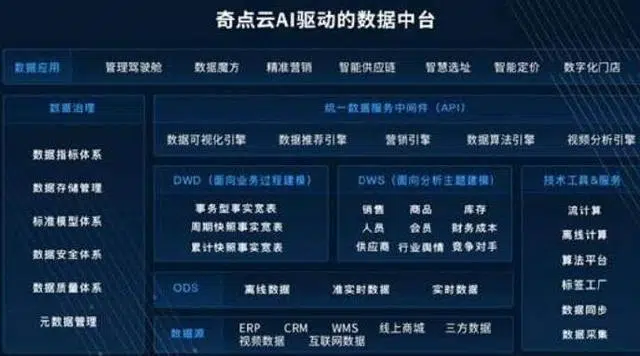 奇点云AI驱动的数据中台
数据应用 管理驾驶舱 数据魔方 精准营销 智能供应链 智慧选址 智能定价 数字化门店
数据治理
数据指标体系
数据存储管理
标准模型体系
数据安全体系
数据质量体系
元数据管理
统一数据服务中间件（API）
数据可视化引擎 数据推荐引擎 营销引擎 数据算法引擎 视频分析引擎
DWD（面向业务过程建模）
事务型事实宽表
周期快照事实宽表
累计快照事实宽表
DWS（面向分析主题建模）
销售 商品 库存
人员 会员 财务成本
供应商 行业舆情 竞争对手
技术工具&服务
流计算
离线计算
算法平台
标签工厂
数据同步
数据采集
ODS 离线数据 准实时数据 实时数据
数据源 ERP CRM WMS 线上商城 三方数据
视频数据 互联网数据